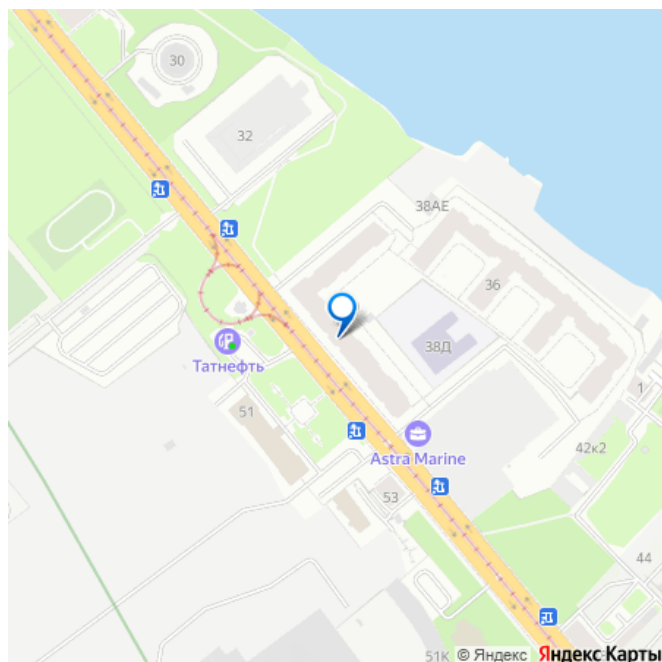 30
32
38АЕ
36
38Д
Татнефть
51
1
Astra Marine
42к2
53
44
51К
© Яндекс
Яндекс Карты